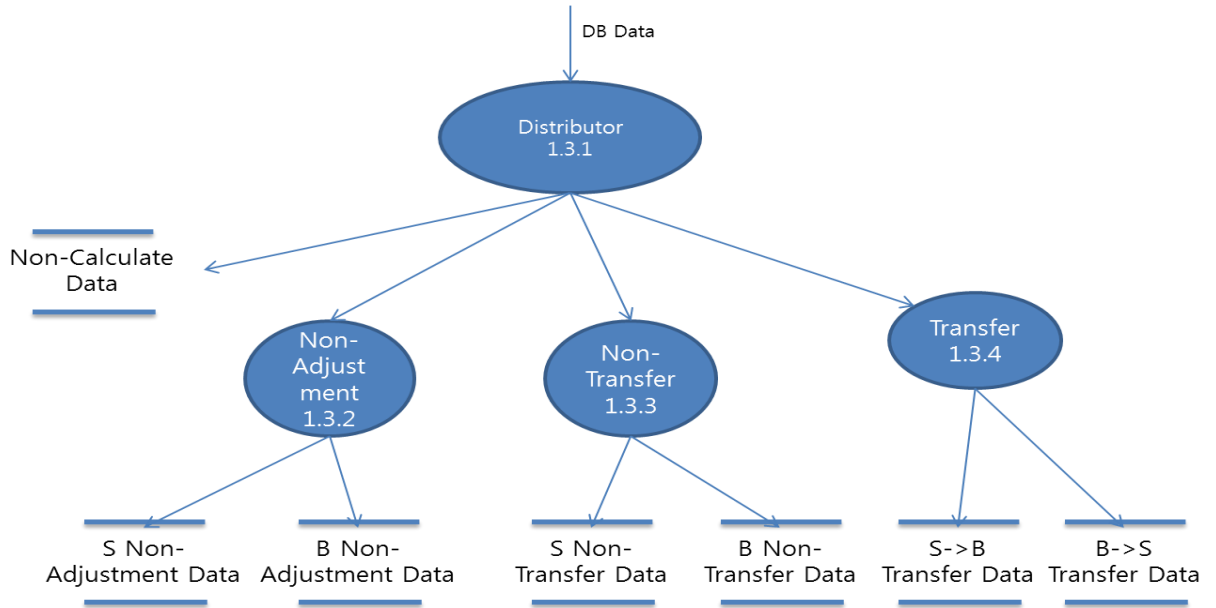 DB Data
Distributor
1.3.1
Non-Calculate
Data
Non-
Adjust
ment
1.3.2
Non-
Transfer
1.3.3
Transfer
1.3.4
S Non-
Adjustment Data
B Non-
Adjustment Data
S Non-
Transfer Data
B Non-
Transfer Data
S->B
Transfer Data
B->S
Transfer Data